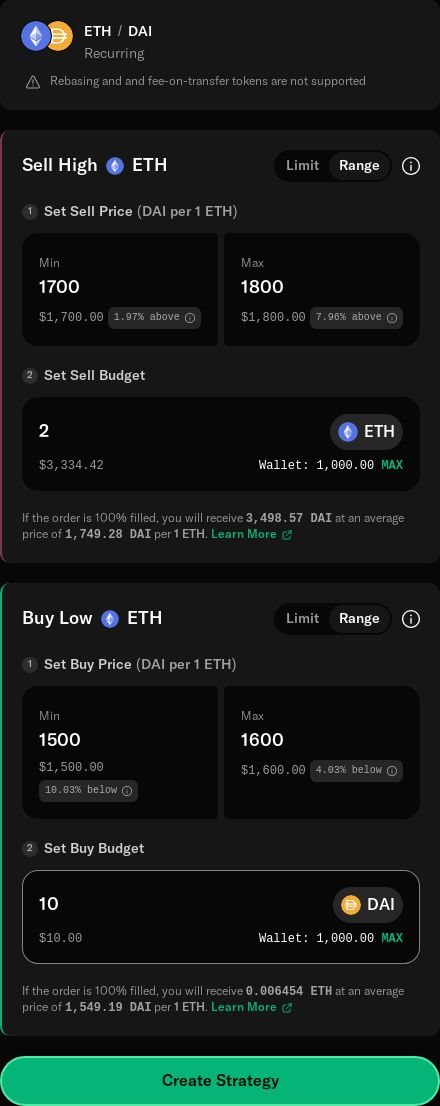 ETH / DAI
Recurring
Rebasing and and fee-on-transfer tokens are not supported
Sell High ETH Limit Range
1 Set Sell Price (DAI per 1 ETH)
Min Max
1700 1800
$1,700.00 1.97% above $1,800.00 7.96% above
2 Set Sell Budget
2 ETH
$3,334.42 Wallet: 1,000.00 MAX
If the order is 100% filled, you will receive 3,498.57 DAI at an average
price of 1,749.28 DAI per 1 ETH. Learn More
Buy Low ETH Limit Range
1 Set Buy Price (DAI per 1 ETH)
Min Max
1500 1600
$1,500.00 $1,600.00 4.03% below
10.03% below
2 Set Buy Budget
10 DAI
$10.00 Wallet: 1,000.00 MAX
If the order is 100% filled, you will receive 0.006454 ETH at an average
price of 1,549.19 DAI per 1 ETH. Learn More
Create Strategy